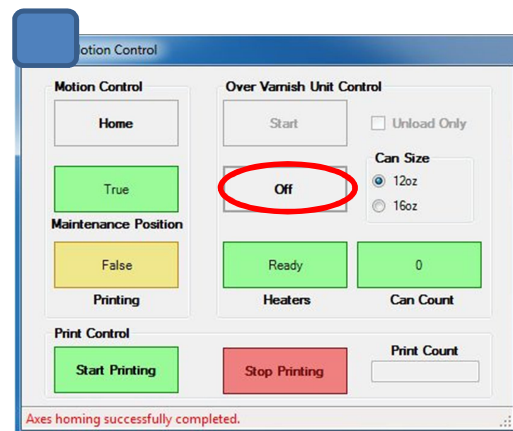 Motion Control
Motion Control
Home
True
Maintenance Position
False
Printing
Over Varnish Unit Control
Start
Unload Only
Off
Can Size
12oz
16oz
Ready
Heaters
0
Can Count
Print Control
Start Printing
Stop Printing
Print Count
Axes homing successfully completed.